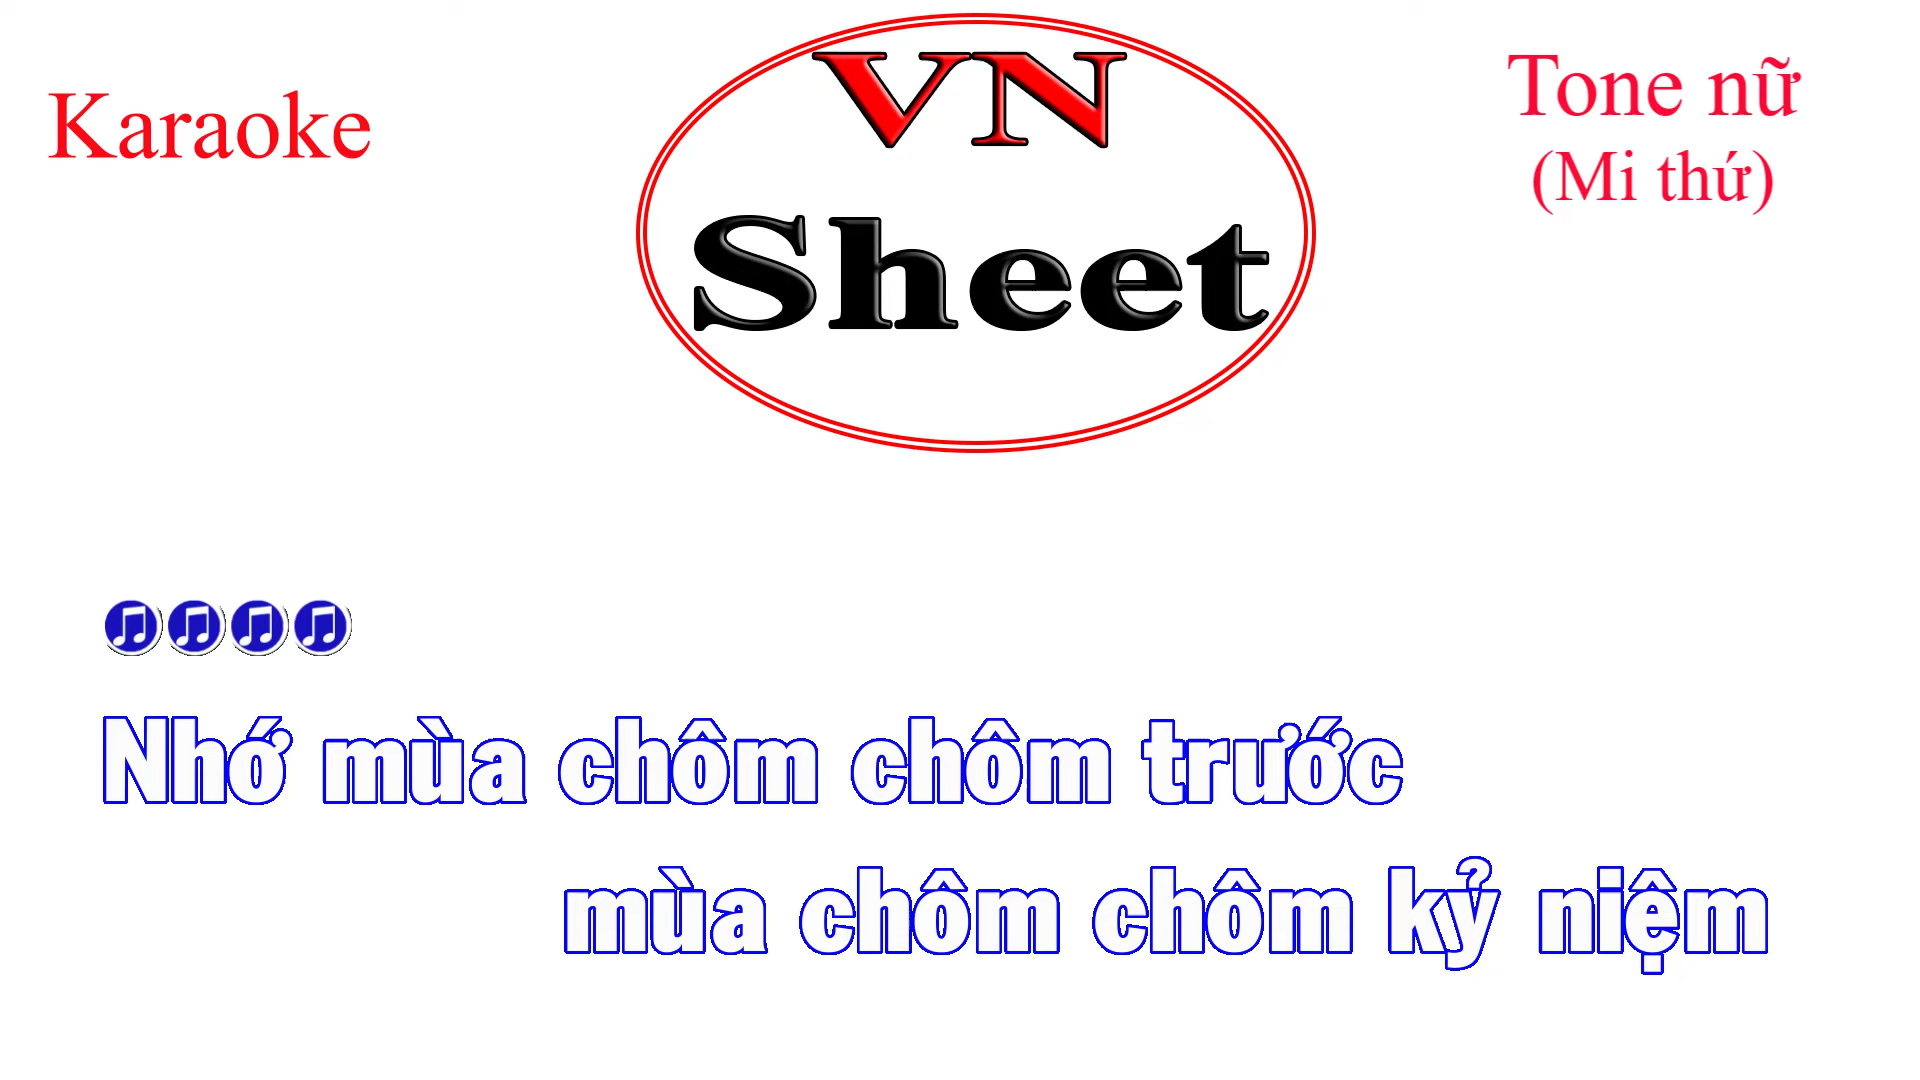 Karaoke
VN
Sheet
Tone nữ
(Mi thứ)
Nhớ mùa chôm chôm trước
mùa chôm chôm kỷ niệm